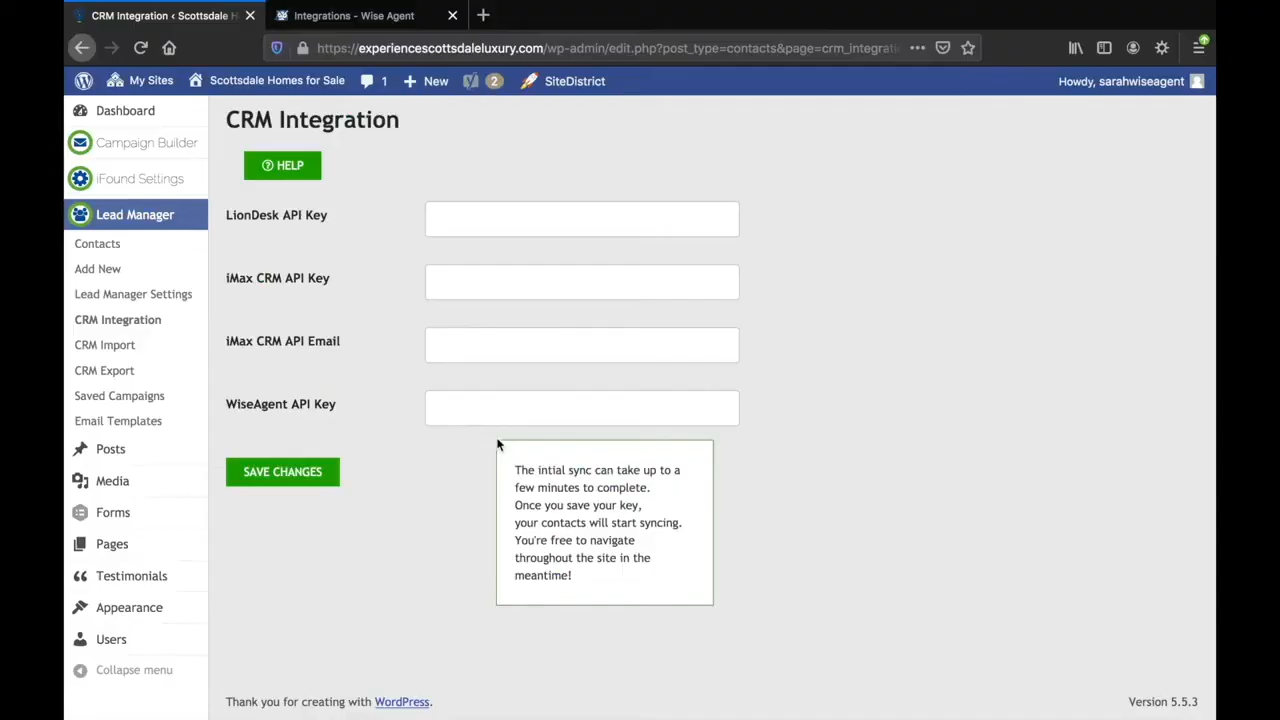 CRM Integration ‹ Scottsdale H
Integrations - Wise Agent
https://experiencescottsdaleluxury.com/wp-admin/edit.php?post_type=contacts&page=crm_integrati
My Sites
Scottsdale Homes for Sale
1
New
2
SiteDistrict
Howdy, sarahwiseagent
Dashboard
Campaign Builder
iFound Settings
Lead Manager
Contacts
Add New
Lead Manager Settings
CRM Integration
CRM Import
CRM Export
Saved Campaigns
Email Templates
Posts
Media
Forms
Pages
Testimonials
Appearance
Users
Collapse menu
CRM Integration
HELP
LionDesk API Key
iMax CRM API Key
iMax CRM API Email
WiseAgent API Key
SAVE CHANGES
The intial sync can take up to a
few minutes to complete.
Once you save your key,
your contacts will start syncing.
You're free to navigate
throughout the site in the
meantime!
Thank you for creating with WordPress.
Version 5.5.3